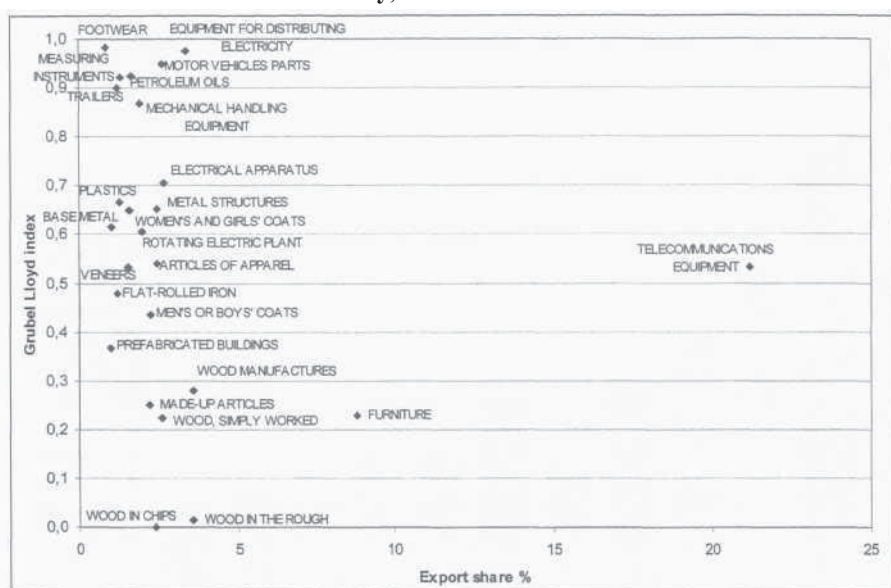 FOOTWEAR
EQUIPMENT FOR DISTRIBUTING
ELECTRICITY
MEASURING
INSTRUMENTS
MOTOR VEHICLES PARTS
PETROLEUM OILS
TRAILERS
MECHANICAL HANDLING
EQUIPMENT
ELECTRICAL APPARATUS
PLASTICS
METAL STRUCTURES
BASE METAL
WOMEN'S AND GIRLS' COATS
ROTATING ELECTRIC PLANT
TELECOMMUNICATIONS
EQUIPMENT
ARTICLES OF APPAREL
VENEERS
FLAT-ROLLED IRON
MEN'S OR BOYS' COATS
PREFABRICATED BUILDINGS
WOOD MANUFACTURES
MADE-UP ARTICLES
WOOD, SIMPLY WORKED
FURNITURE
WOOD IN CHIPS
WOOD IN THE ROUGH
1,0
0,9
0,8
0,7
0,6
0,5
0,4
0,3
0,2
0,1
0,0
Grubel Lloyd index
0 5 10 15 20 25
Export share %